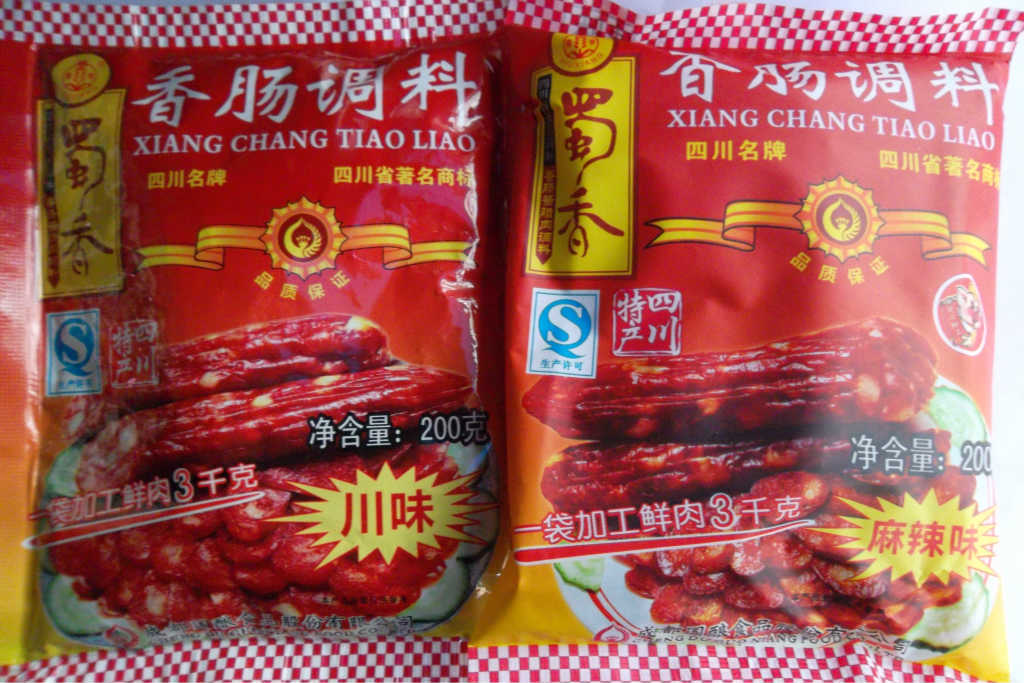 香肠调料
XIANG CHANG TIAO LIAO
四川名牌
四川省著名商标
蜀香
品质保证
S
生产许可
四川特产
净含量：200克
袋加工鲜肉3千克
川味
香肠调料
XIANG CHANG TIAO LIAO
四川名牌
四川省著名商标
蜀香
品质保证
S
生产许可
四川特产
净含量：200
袋加工鲜肉3千克
麻辣味